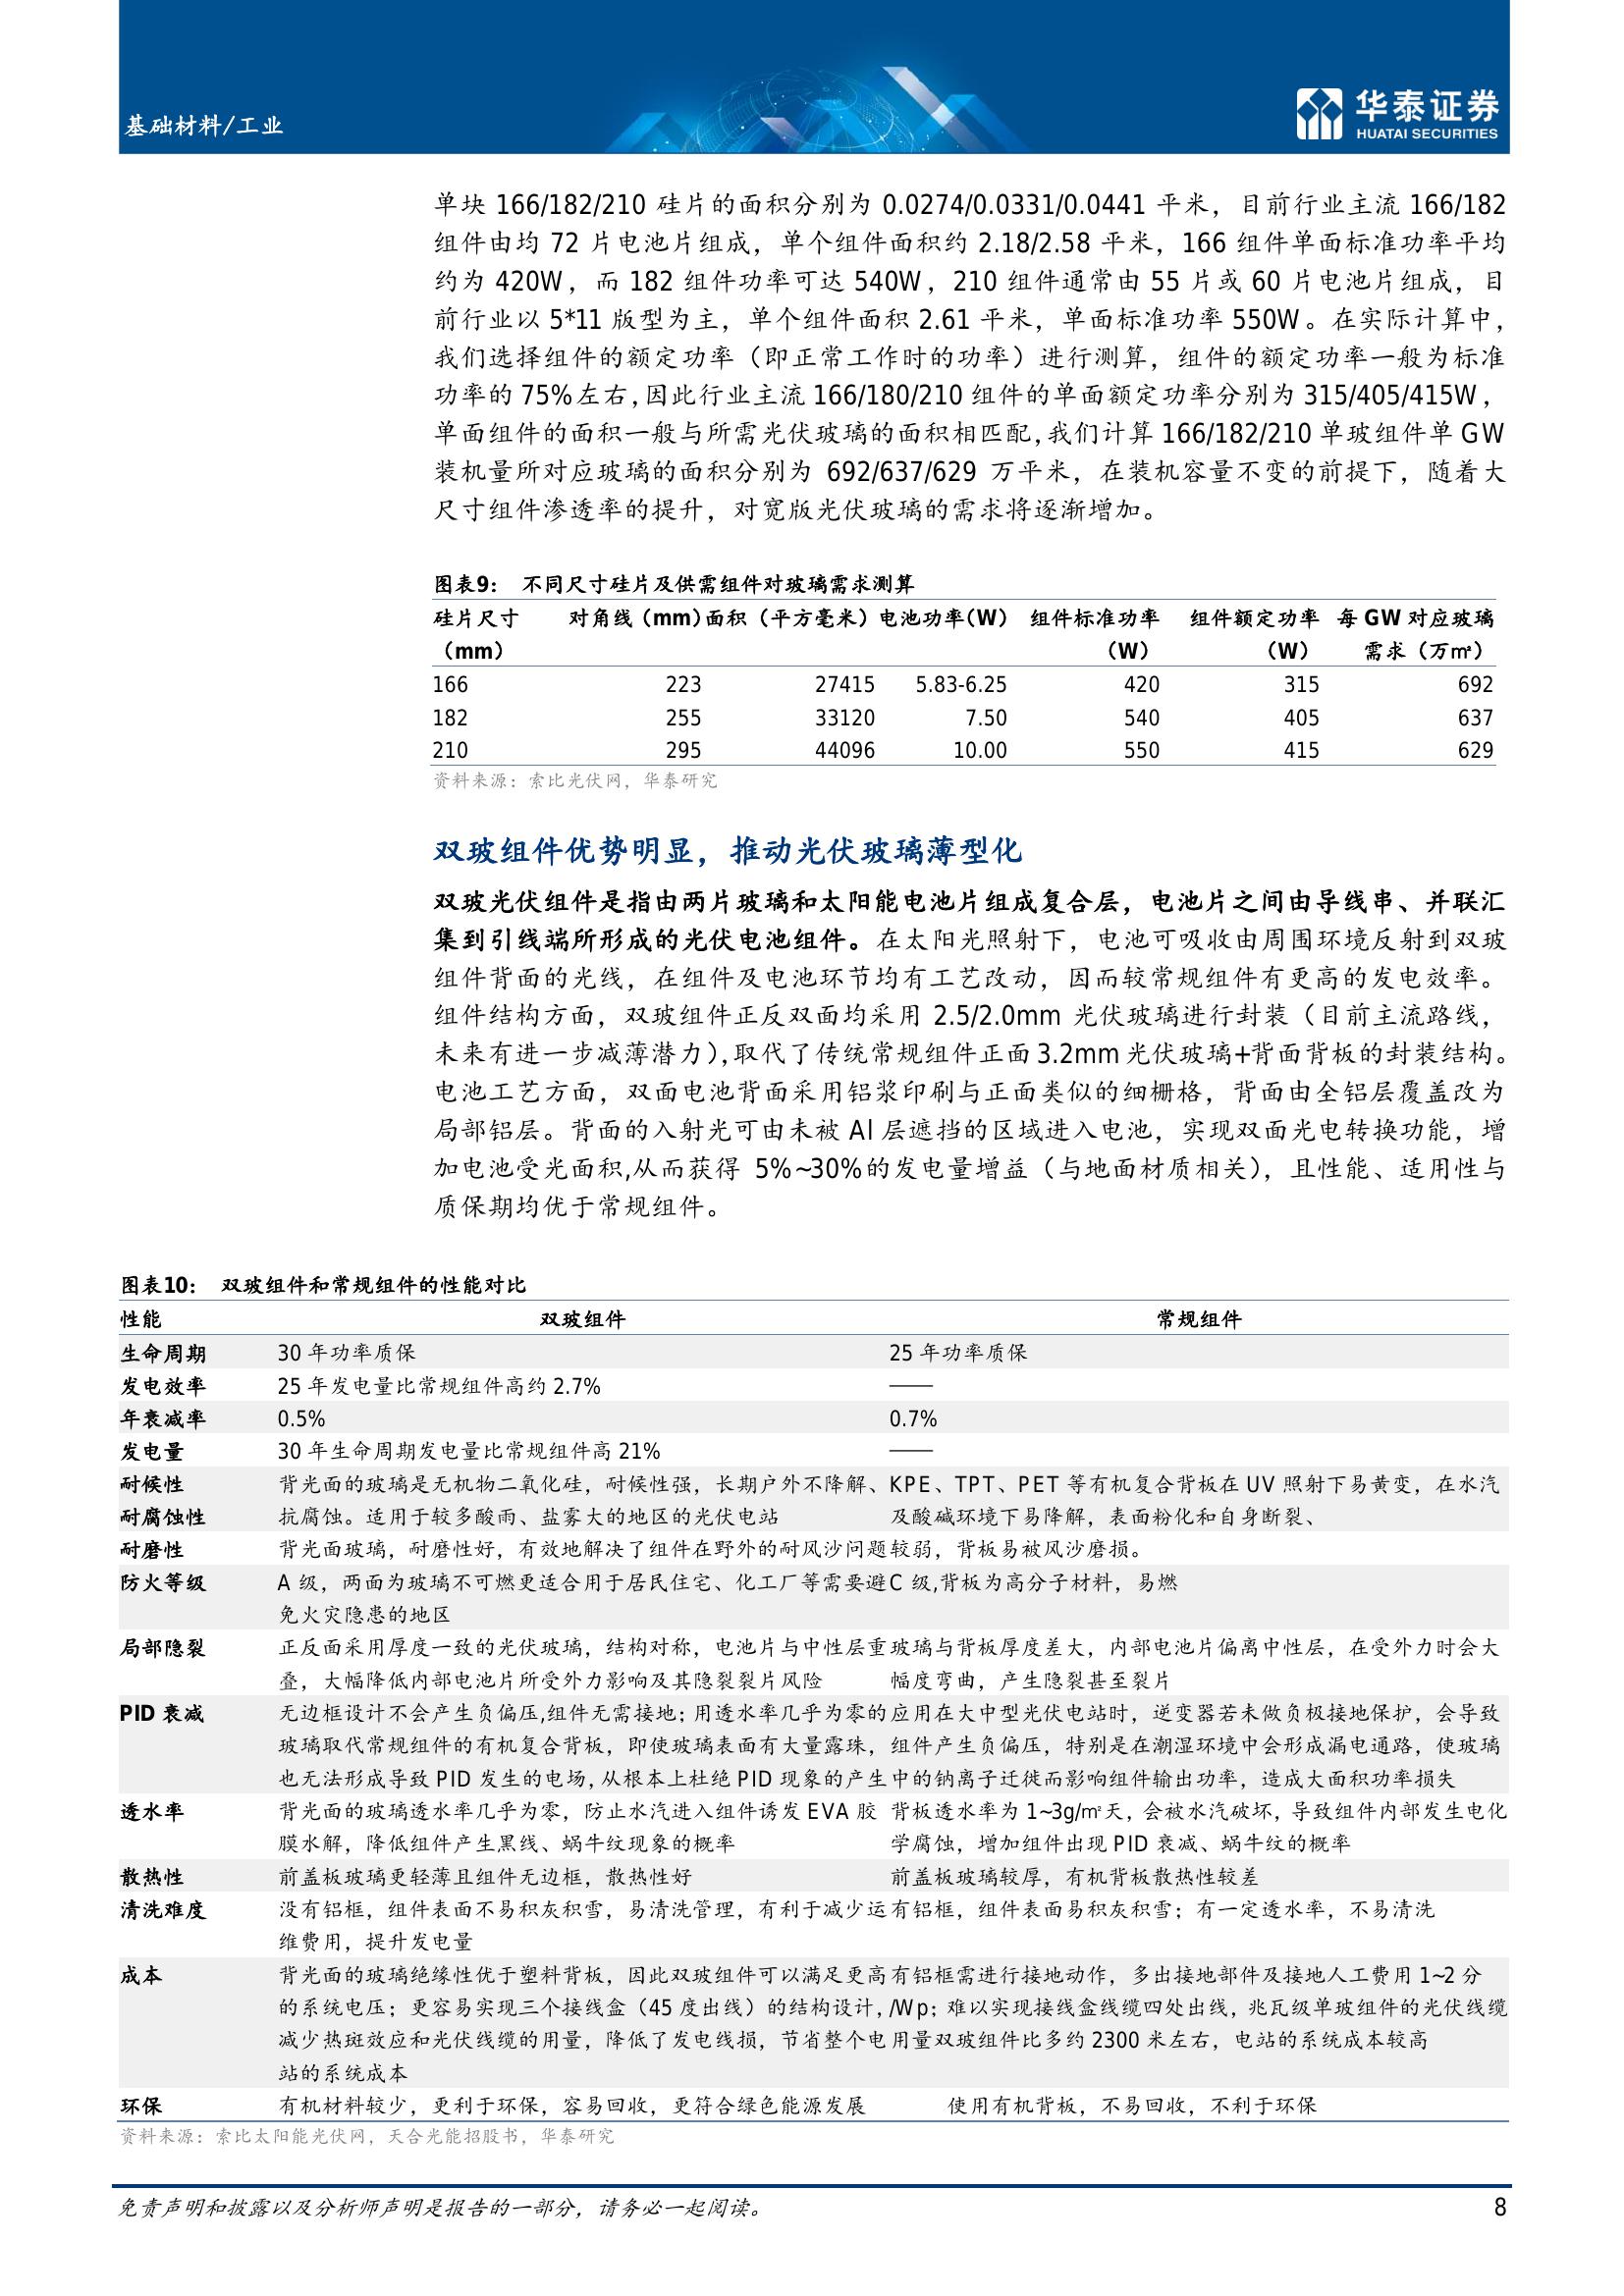 基础材料/工业
华泰证券
HUATAI SECURITIES
单块 166/182/210 硅片的面积分别为 0.0274/0.0331/0.0441 平米，目前行业主流 166/182
组件由均 72 片电池片组成，单个组件面积约 2.18/2.58 平米，166 组件单面标准功率平均
约为 420W，而 182 组件功率可达 540W，210 组件通常由 55 片或 60 片电池片组成，目
前行业以 5*11 版型为主，单个组件面积 2.61 平米，单面标准功率 550W。在实际计算中，
我们选择组件的额定功率（即正常工作时的功率）进行测算，组件的额定功率一般为标准
功率的 75%左右,因此行业主流 166/180/210 组件的单面额定功率分别为 315/405/415W，
单面组件的面积一般与所需光伏玻璃的面积相匹配,我们计算 166/182/210 单玻组件单 GW
装机量所对应玻璃的面积分别为 692/637/629 万平米，在装机容量不变的前提下，随着大
尺寸组件渗透率的提升，对宽版光伏玻璃的需求将逐渐增加。
图表9： 不同尺寸硅片及供需组件对玻璃需求测算
硅片尺寸 对角线（mm）面积（平方毫米）电池功率(W) 组件标准功率 组件额定功率 每 GW 对应玻璃
（mm） （W） （W） 需求（万㎡）
166 223 27415 5.83-6.25 420 315 692
182 255 33120 7.50 540 405 637
210 295 44096 10.00 550 415 629
资料来源：索比光伏网，华泰研究
双玻组件优势明显，推动光伏玻璃薄型化
双玻光伏组件是指由两片玻璃和太阳能电池片组成复合层，电池片之间由导线串、并联汇
集到引线端所形成的光伏电池组件。在太阳光照射下，电池可吸收由周围环境反射到双玻
组件背面的光线，在组件及电池环节均有工艺改动，因而较常规组件有更高的发电效率。
组件结构方面，双玻组件正反双面均采用 2.5/2.0mm 光伏玻璃进行封装（目前主流路线，
未来有进一步减薄潜力）,取代了传统常规组件正面 3.2mm 光伏玻璃+背面背板的封装结构。
电池工艺方面，双面电池背面采用铝浆印刷与正面类似的细栅格，背面由全铝层覆盖改为
局部铝层。背面的入射光可由未被 Al 层遮挡的区域进入电池，实现双面光电转换功能，增
加电池受光面积,从而获得 5%~30%的发电量增益（与地面材质相关），且性能、适用性与
质保期均优于常规组件。
图表10： 双玻组件和常规组件的性能对比
性能 双玻组件 常规组件
生命周期 30 年功率质保 25 年功率质保
发电效率 25 年发电量比常规组件高约 2.7% ——
年衰减率 0.5% 0.7%
发电量 30 年生命周期发电量比常规组件高 21% ——
耐候性 背光面的玻璃是无机物二氧化硅，耐候性强，长期户外不降解、KPE、TPT、PET 等有机复合背板在 UV 照射下易黄变，在水汽
耐腐蚀性 抗腐蚀。适用于较多酸雨、盐雾大的地区的光伏电站 及酸碱环境下易降解，表面粉化和自身断裂、
耐磨性 背光面玻璃，耐磨性好，有效地解决了组件在野外的耐风沙问题 较弱，背板易被风沙磨损。
防火等级 A 级，两面为玻璃不可燃更适合用于居民住宅、化工厂等需要避 C 级,背板为高分子材料，易燃
免火灾隐患的地区
局部隐裂 正反面采用厚度一致的光伏玻璃，结构对称，电池片与中性层重 玻璃与背板厚度差大，内部电池片偏离中性层，在受外力时会大
叠，大幅降低内部电池片所受外力影响及其隐裂裂片风险 幅度弯曲，产生隐裂甚至裂片
PID 衰减 无边框设计不会产生负偏压,组件无需接地；用透水率几乎为零的 应用在大中型光伏电站时，逆变器若未做负极接地保护，会导致
玻璃取代常规组件的有机复合背板，即使玻璃表面有大量露珠， 组件产生负偏压，特别是在潮湿环境中会形成漏电通路，使玻璃
也无法形成导致 PID 发生的电场,从根本上杜绝 PID 现象的产生 中的钠离子迁徙而影响组件输出功率，造成大面积功率损失
透水率 背光面的玻璃透水率几乎为零，防止水汽进入组件诱发 EVA 胶 背板透水率为 1~3g/㎡天，会被水汽破坏，导致组件内部发生电化
膜水解，降低组件产生黑线、蜗牛纹现象的概率 学腐蚀，增加组件出现 PID 衰减、蜗牛纹的概率
散热性 前盖板玻璃更轻薄且组件无边框，散热性好 前盖板玻璃较厚，有机背板散热性较差
清洗难度 没有铝框，组件表面不易积灰积雪，易清洗管理，有利于减少运 有铝框，组件表面易积灰积雪；有一定透水率，不易清洗
维费用，提升发电量
成本 背光面的玻璃绝缘性优于塑料背板，因此双玻组件可以满足更高 有铝框需进行接地动作，多出接地部件及接地人工费用 1~2 分
的系统电压；更容易实现三个接线盒（45 度出线）的结构设计， /Wp；难以实现接线盒线缆四处出线，兆瓦级单玻组件的光伏线缆
减少热斑效应和光伏线缆的用量，降低了发电线损，节省整个电 用量双玻组件比多约 2300 米左右，电站的系统成本较高
站的系统成本
环保 有机材料较少，更利于环保，容易回收，更符合绿色能源发展 使用有机背板，不易回收，不利于环保
资料来源：索比太阳能光伏网，天合光能招股书，华泰研究
免责声明和披露以及分析师声明是报告的一部分，请务必一起阅读。 8